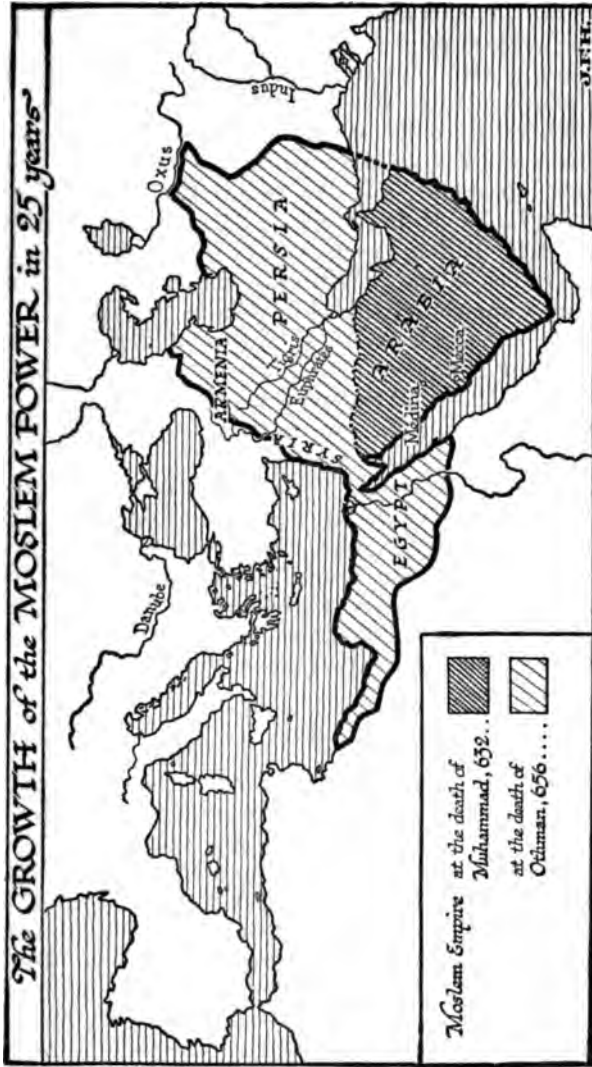 The GROWTH of the MOSLEM POWER in 25 years
Oxus
Indus
Danube
ARMENIA
PERSIA
Tigris
Euphrates
SYRIA
ARABIA
Medina
Mecca
EGYPT
Moslem Empire at the death of
Muhammad, 632..
at the death of
Othman, 656....
J.F.H.